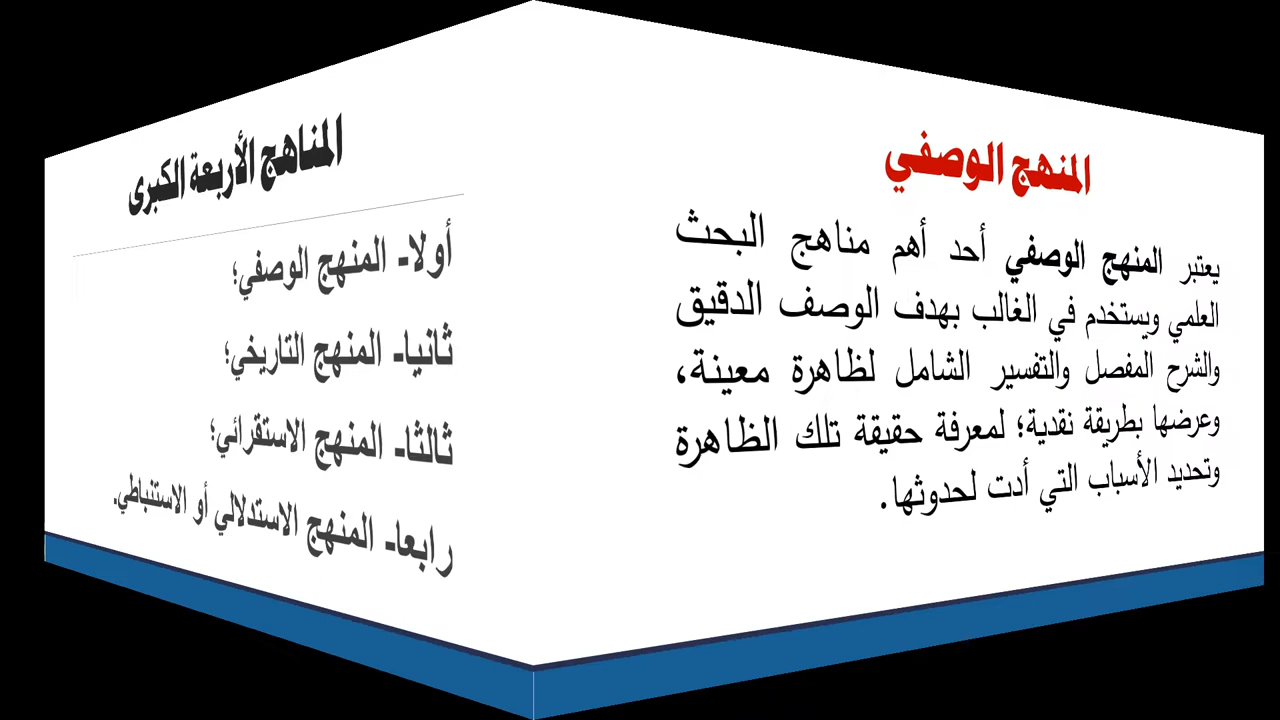 المناهج الأربعة الكبرى
أولا- المنهج الوصفي؛
ثانيا- المنهج التاريخي؛
ثالثا- المنهج الاستقرائي؛
رابعا- المنهج الاستدلالي أو الاستنباطي.
المنهج الوصفي
يعتبر المنهج الوصفي أحد أهم مناهج البحث
العلمي ويستخدم في الغالب بهدف الوصف الدقيق
والشرح المفصل والتفسير الشامل لظاهرة معينة،
وعرضها بطريقة نقدية؛ لمعرفة حقيقة تلك الظاهرة
وتحديد الأسباب التي أدت لحدوثها.